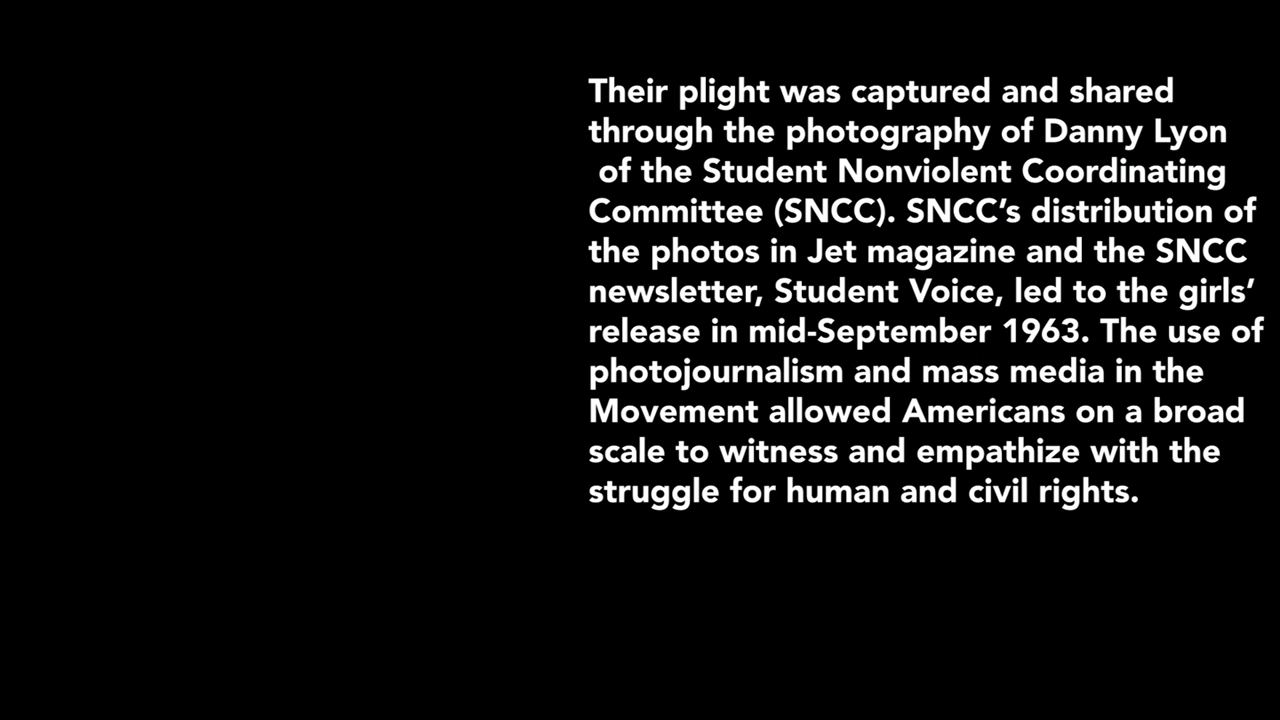 Their plight was captured and shared
through the photography of Danny Lyon
of the Student Nonviolent Coordinating
Committee (SNCC). SNCC’s distribution of
the photos in Jet magazine and the SNCC
newsletter, Student Voice, led to the girls’
release in mid-September 1963. The use of
photojournalism and mass media in the
Movement allowed Americans on a broad
scale to witness and empathize with the
struggle for human and civil rights.